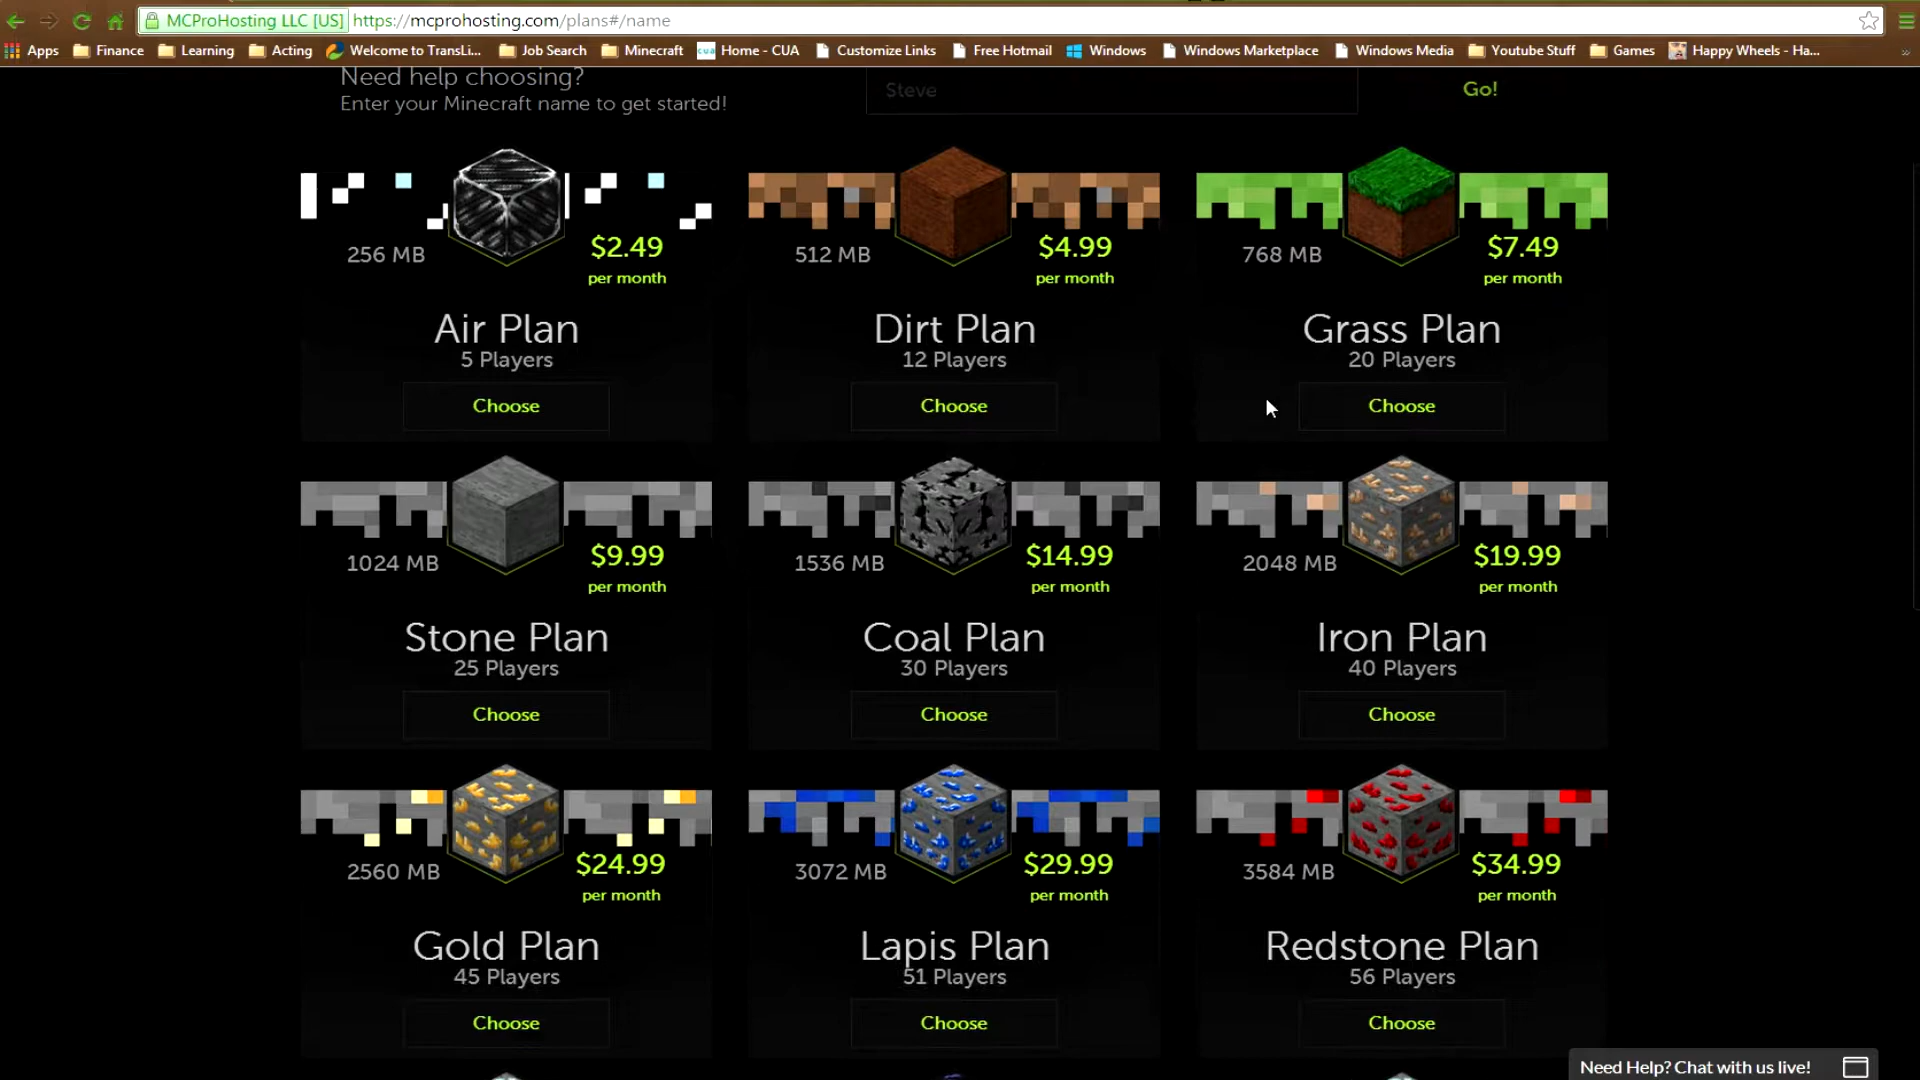 MCProHosting LLC [US] https://mcprohosting.com/plans#/name
Apps Finance Learning Acting Welcome to TransLi... Job Search Minecraft Home - CUA Customize Links Free Hotmail Windows Windows Marketplace Windows Media Youtube Stuff Games Happy Wheels - Ha...
Need help choosing?
Enter your Minecraft name to get started!
Steve
Go!
256 MB
$2.49
per month
Air Plan
5 Players
Choose
512 MB
$4.99
per month
Dirt Plan
12 Players
Choose
768 MB
$7.49
per month
Grass Plan
20 Players
Choose
1024 MB
$9.99
per month
Stone Plan
25 Players
Choose
1536 MB
$14.99
per month
Coal Plan
30 Players
Choose
2048 MB
$19.99
per month
Iron Plan
40 Players
Choose
2560 MB
$24.99
per month
Gold Plan
45 Players
Choose
3072 MB
$29.99
per month
Lapis Plan
51 Players
Choose
3584 MB
$34.99
per month
Redstone Plan
56 Players
Choose
Need Help? Chat with us live!